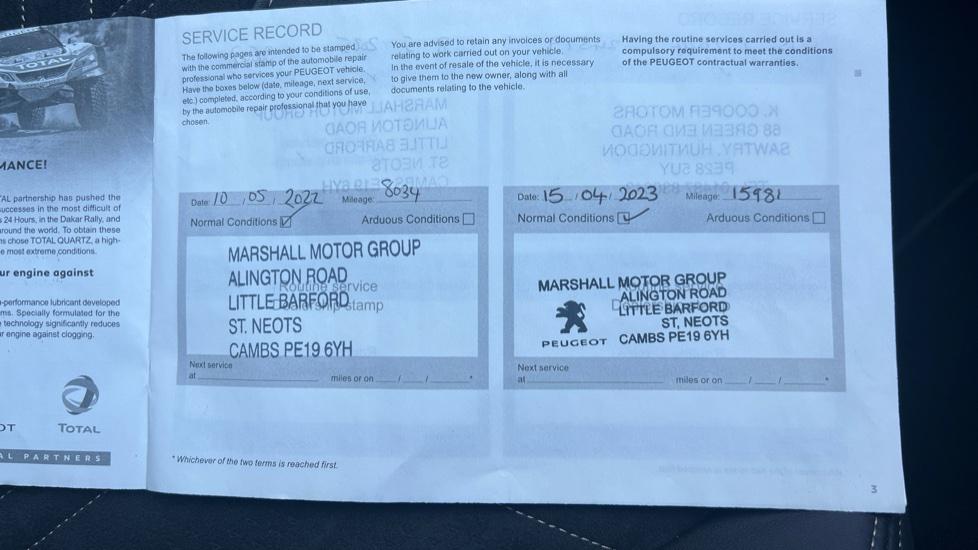 TOTAL
MANCE!
AL partnership has pushed the
uccesses in the most difficult of
s 24 Hours, in the Dakar Rally, and
round the world. To obtain these
ns chose TOTAL QUARTZ, a high-
e most extreme conditions.
ur engine against
-performance lubricant developed
ms. Specially formulated for the
technology significantly reduces
r engine against clogging.
OT
TOTAL
AL PARTNERS
SERVICE RECORD
The following pages are intended to be stamped
with the commercial stamp of the automobile repair
professional who services your PEUGEOT vehicle.
Have the boxes below (date, mileage, next service,
etc.) completed, according to your conditions of use,
by the automobile repair professional that you have
chosen.
You are advised to retain any invoices or documents
relating to work carried out on your vehicle.
In the event of resale of the vehicle, it is necessary
to give them to the new owner, along with all
documents relating to the vehicle.
Having the routine services carried out is a
compulsory requirement to meet the conditions
of the PEUGEOT contractual warranties.
Date: 10 / 05 / 2022 Mileage: 8034
Normal Conditions Arduous Conditions
Routine service
MARSHALL MOTOR GROUP
ALINGTON ROAD
LITTLE BARFORD
ST. NEOTS
CAMBS PE19 6YH
Next service
at miles or on / / *
Date: 15 / 04 / 2023 Mileage: 15981
Normal Conditions Arduous Conditions
MARSHALL MOTOR GROUP
ALINGTON ROAD
LITTLE BARFORD
ST, NEOTS
PEUGEOT CAMBS PE19 6YH
Next service
at miles or on / / *
* Whichever of the two terms is reached first.
3